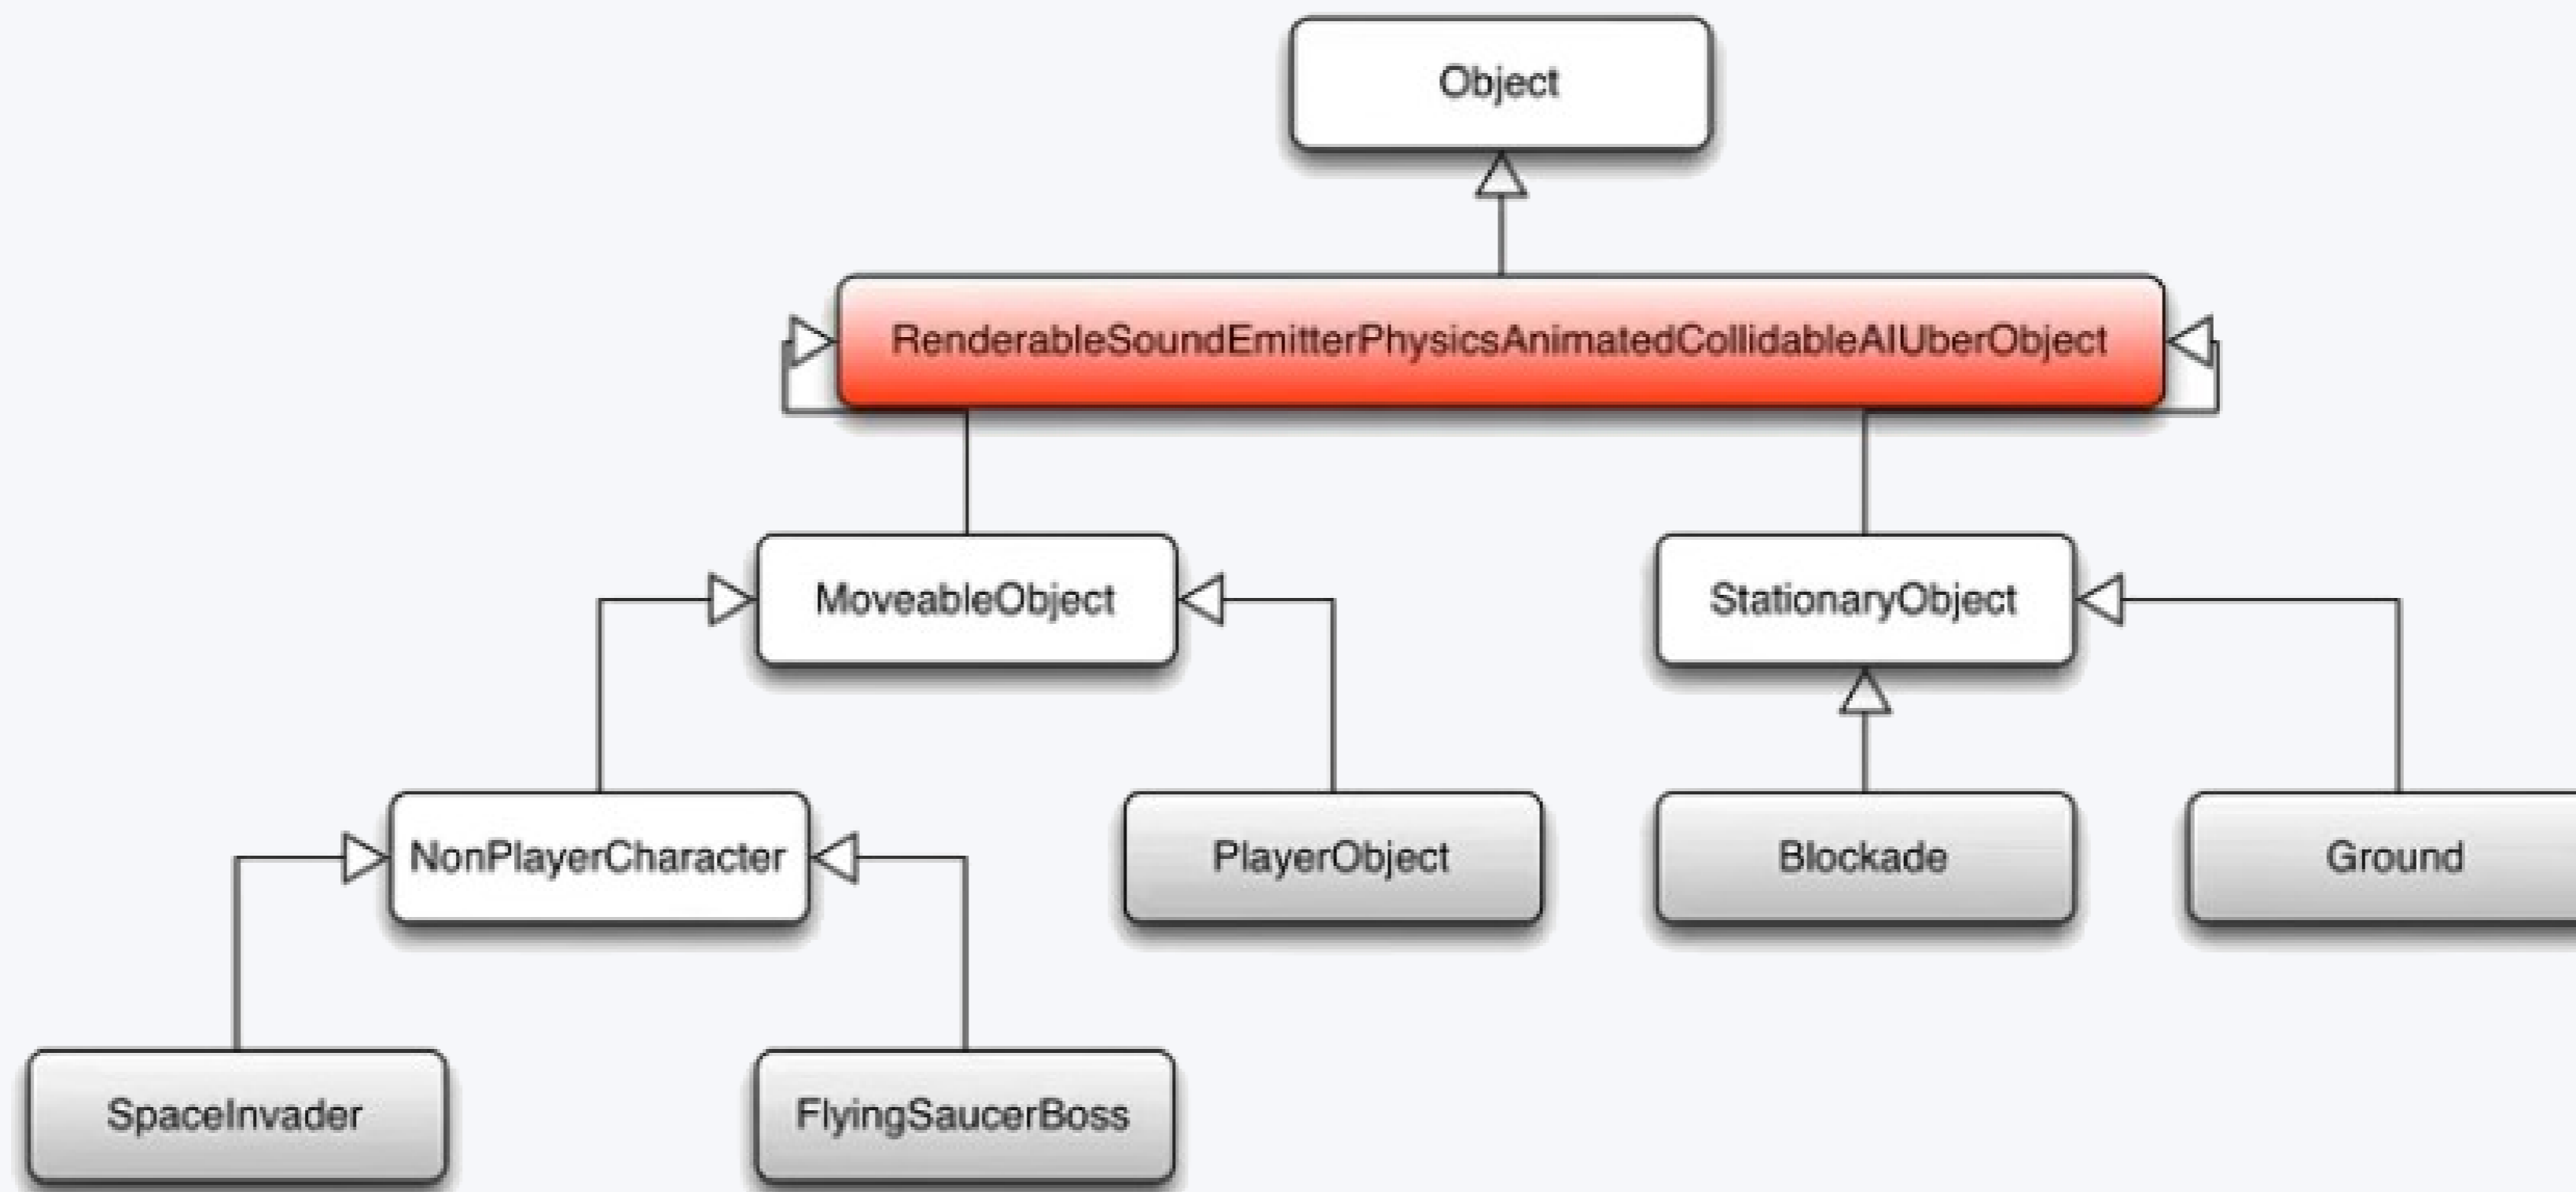 Object
RenderableSoundEmitterPhysicsAnimatedCollidableAIUberObject
MoveableObject
StationaryObject
NonPlayerCharacter
PlayerObject
Blockade
Ground
SpaceInvader
FlyingSaucerBoss